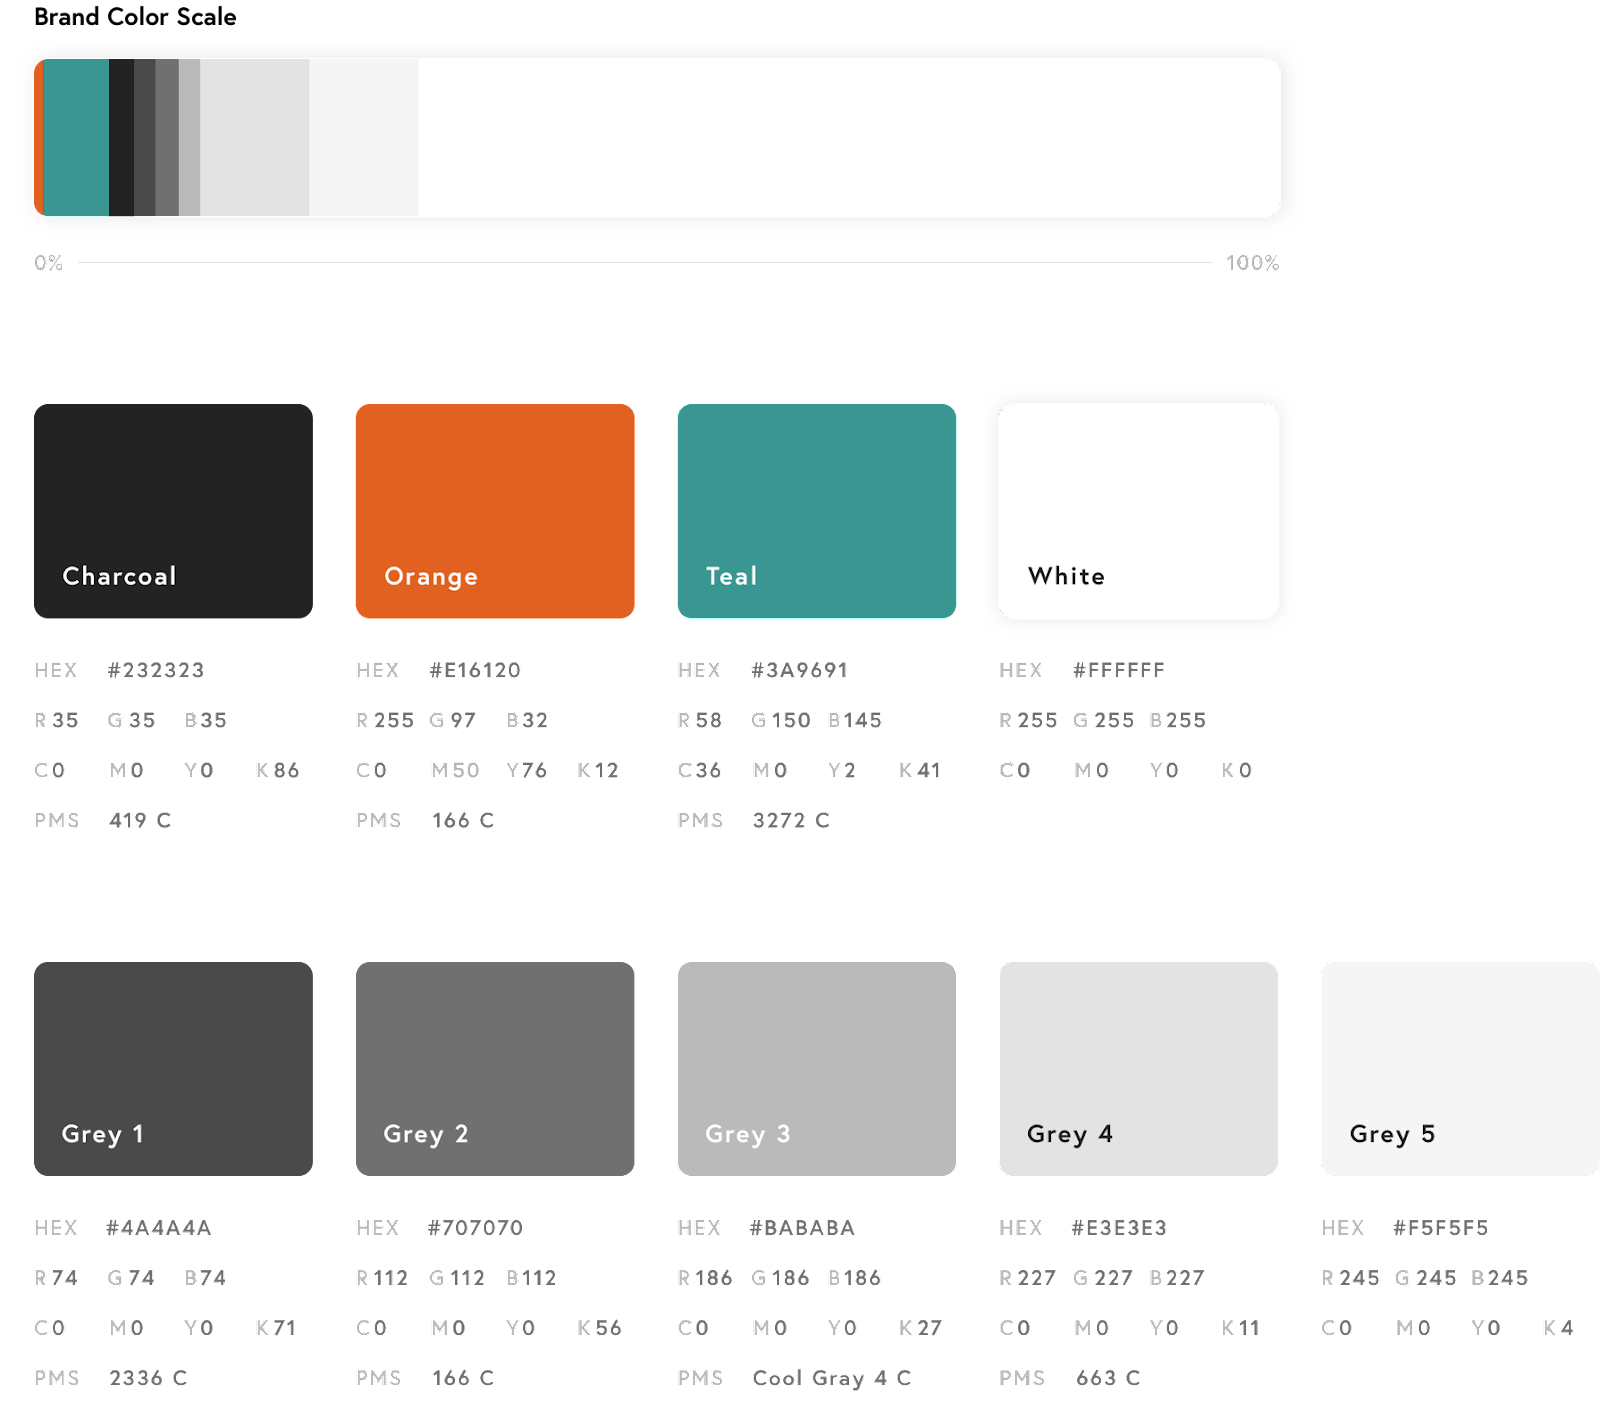 Brand Color Scale
0% 100%
Charcoal Orange Teal White
HEX #232323 HEX #E16120 HEX #3A9691 HEX #FFFFFF
R 35 G 35 B 35 R 255 G 97 B 32 R 58 G 150 B 145 R 255 G 255 B 255
C 0 M 0 Y 0 K 86 C 0 M 50 Y 76 K 12 C 36 M 0 Y 2 K 41 C 0 M 0 Y 0 K 0
PMS 419 C PMS 166 C PMS 3272 C
Grey 1 Grey 2 Grey 3 Grey 4 Grey 5
HEX #4A4A4A HEX #707070 HEX #BABABA HEX #E3E3E3 HEX #F5F5F5
R 74 G 74 B 74 R 112 G 112 B 112 R 186 G 186 B 186 R 227 G 227 B 227 R 245 G 245 B 245
C 0 M 0 Y 0 K 71 C 0 M 0 Y 0 K 56 C 0 M 0 Y 0 K 27 C 0 M 0 Y 0 K 11 C 0 M 0 Y 0 K 4
PMS 2336 C PMS 166 C PMS Cool Gray 4 C PMS 663 C